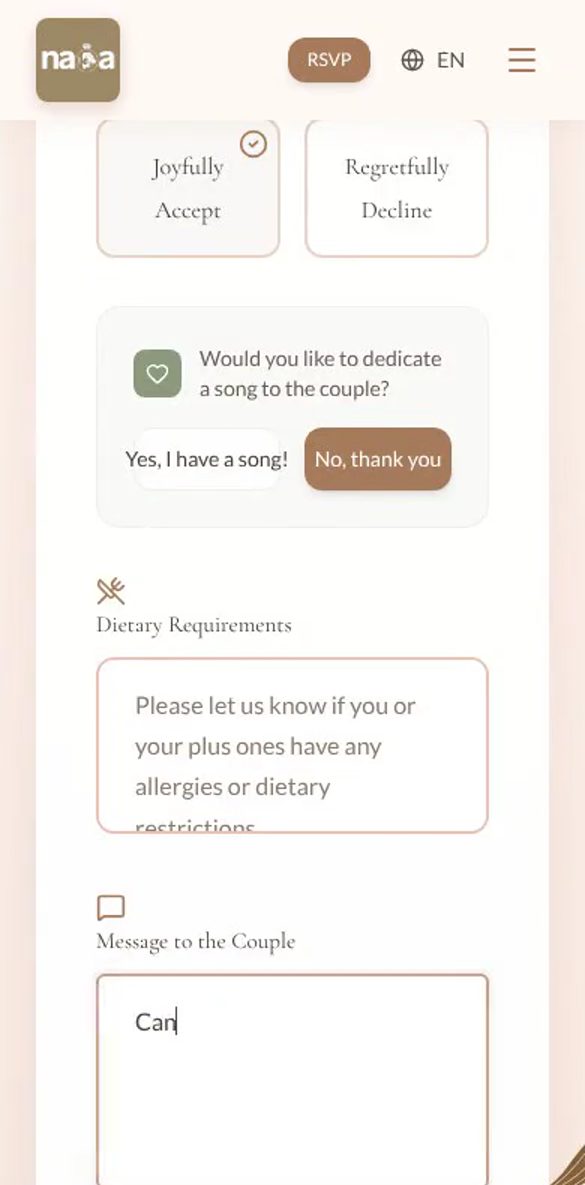 RSVP
EN
Joyfully
Accept
Regretfully
Decline
Would you like to dedicate
a song to the couple?
Yes, I have a song!
No, thank you
Dietary Requirements
Please let us know if you or
your plus ones have any
allergies or dietary
restrictions
Message to the Couple
Can